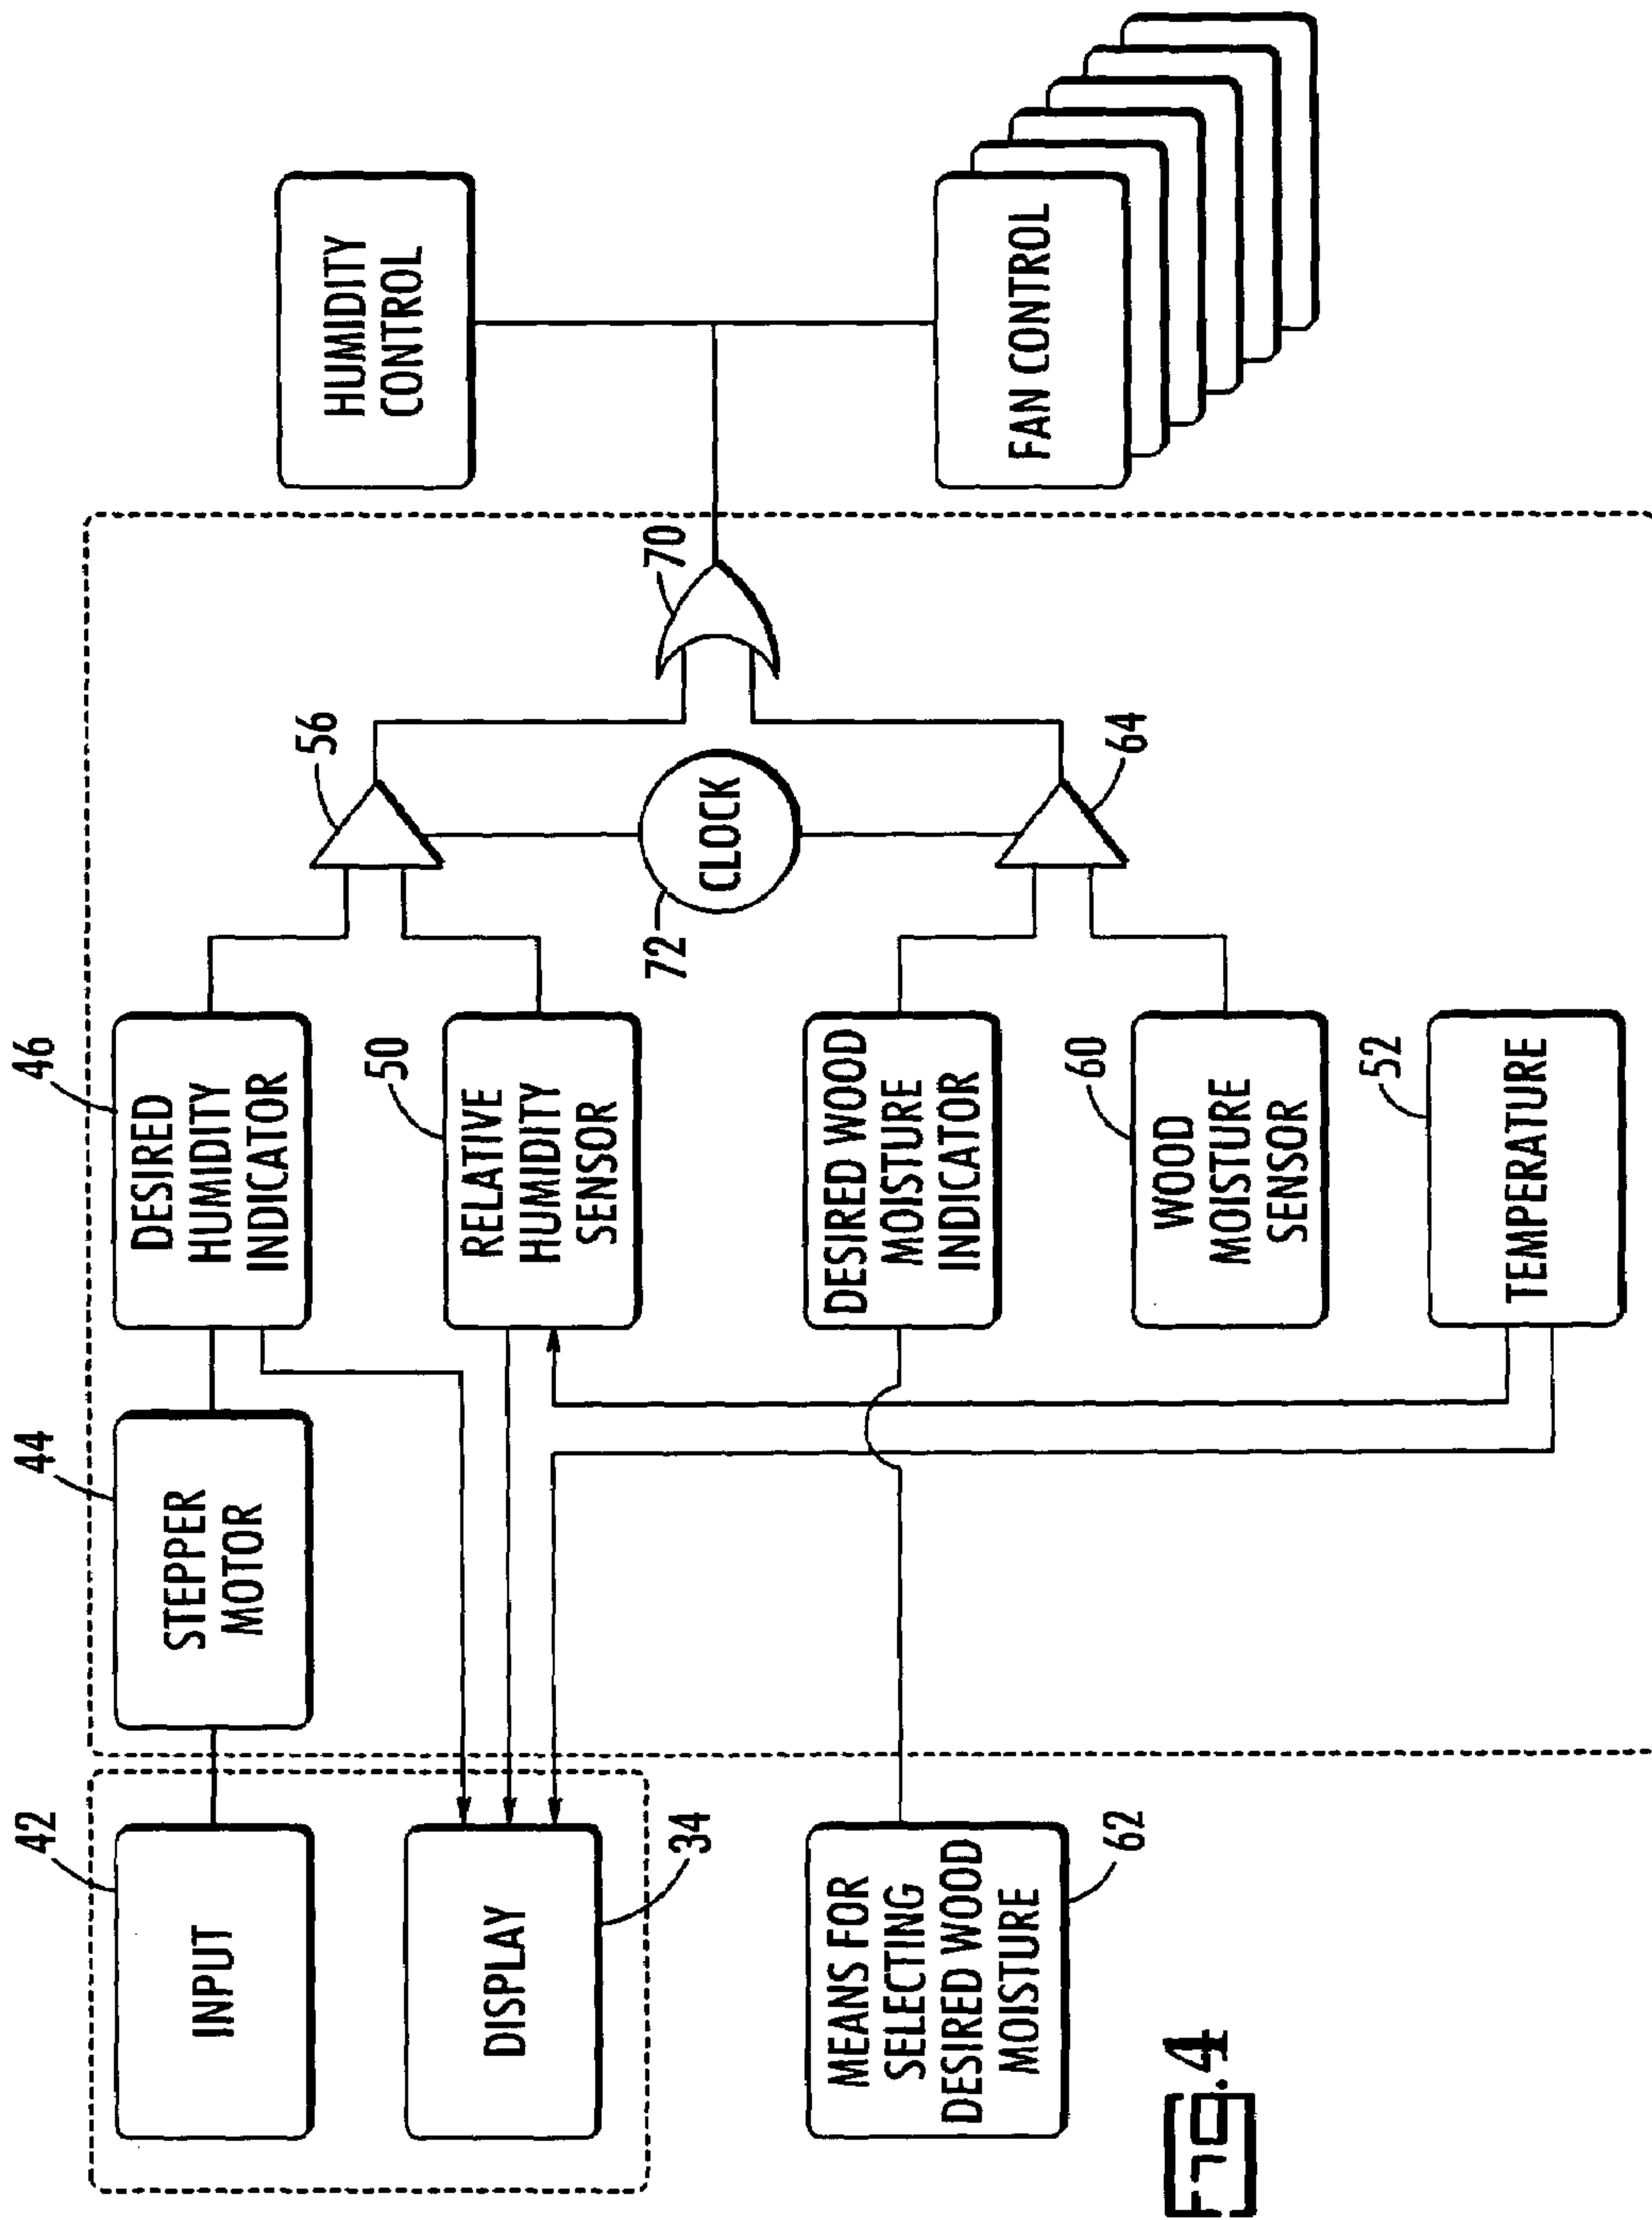 42
INPUT
44
STEPPER
MOTOR
46
DESIRED
HUMIDITY
INDICATOR
56
HUMIDITY
CONTROL
DISPLAY
34
50
RELATIVE
HUMIDITY
SENSOR
72
CLOCK
70
MEANS FOR
SELECTING
DESIRED WOOD
MOISTURE
62
DESIRED WOOD
MOISTURE
INDICATOR
64
FAN CONTROL
60
WOOD
MOISTURE
SENSOR
52
TEMPERATURE
FIG.4